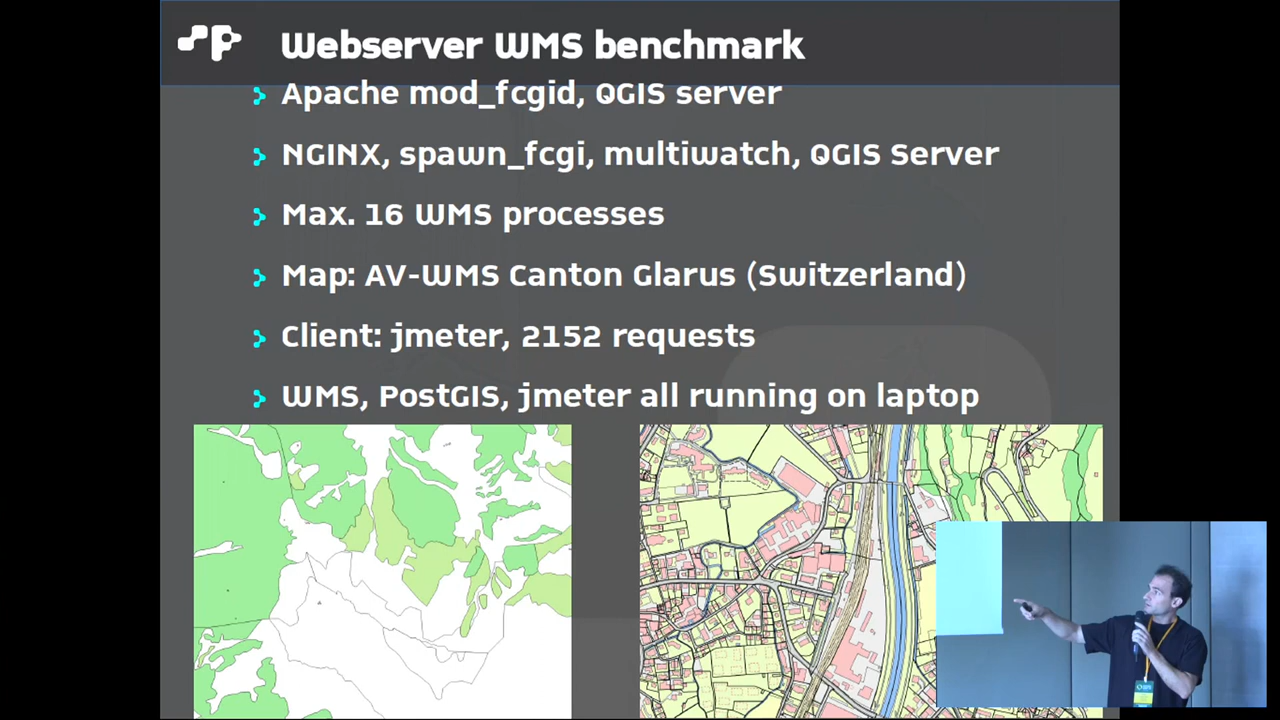 Webserver WMS benchmark
Apache mod_fcgid, QGIS server
NGINX, spawn_fcgi, multiwatch, QGIS Server
Max. 16 WMS processes
Map: AV-WMS Canton Glarus (Switzerland)
Client: jmeter, 2152 requests
WMS, PostGIS, jmeter all running on laptop